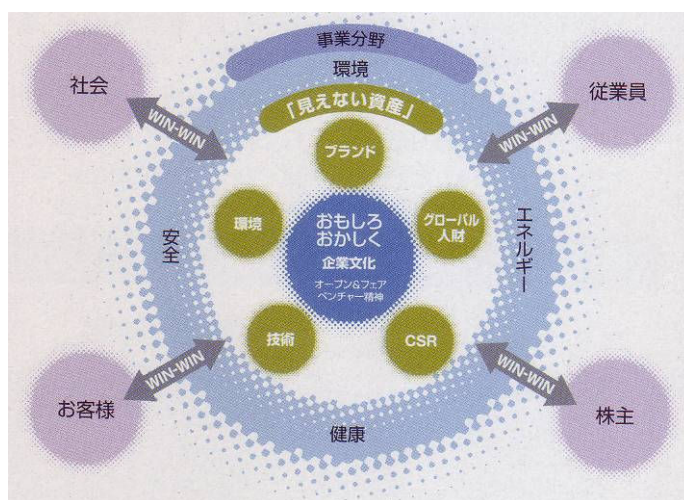 事業分野
環境
「見えない資産」
社会
従業員
WIN-WIN
WIN-WIN
ブランド
環境
グローバル
人財
おもしろ
おかしく
企業文化
オープン&フェア
ベンチャー精神
安全
エネルギー
技術
CSR
WIN-WIN
WIN-WIN
お客様
株主
健康